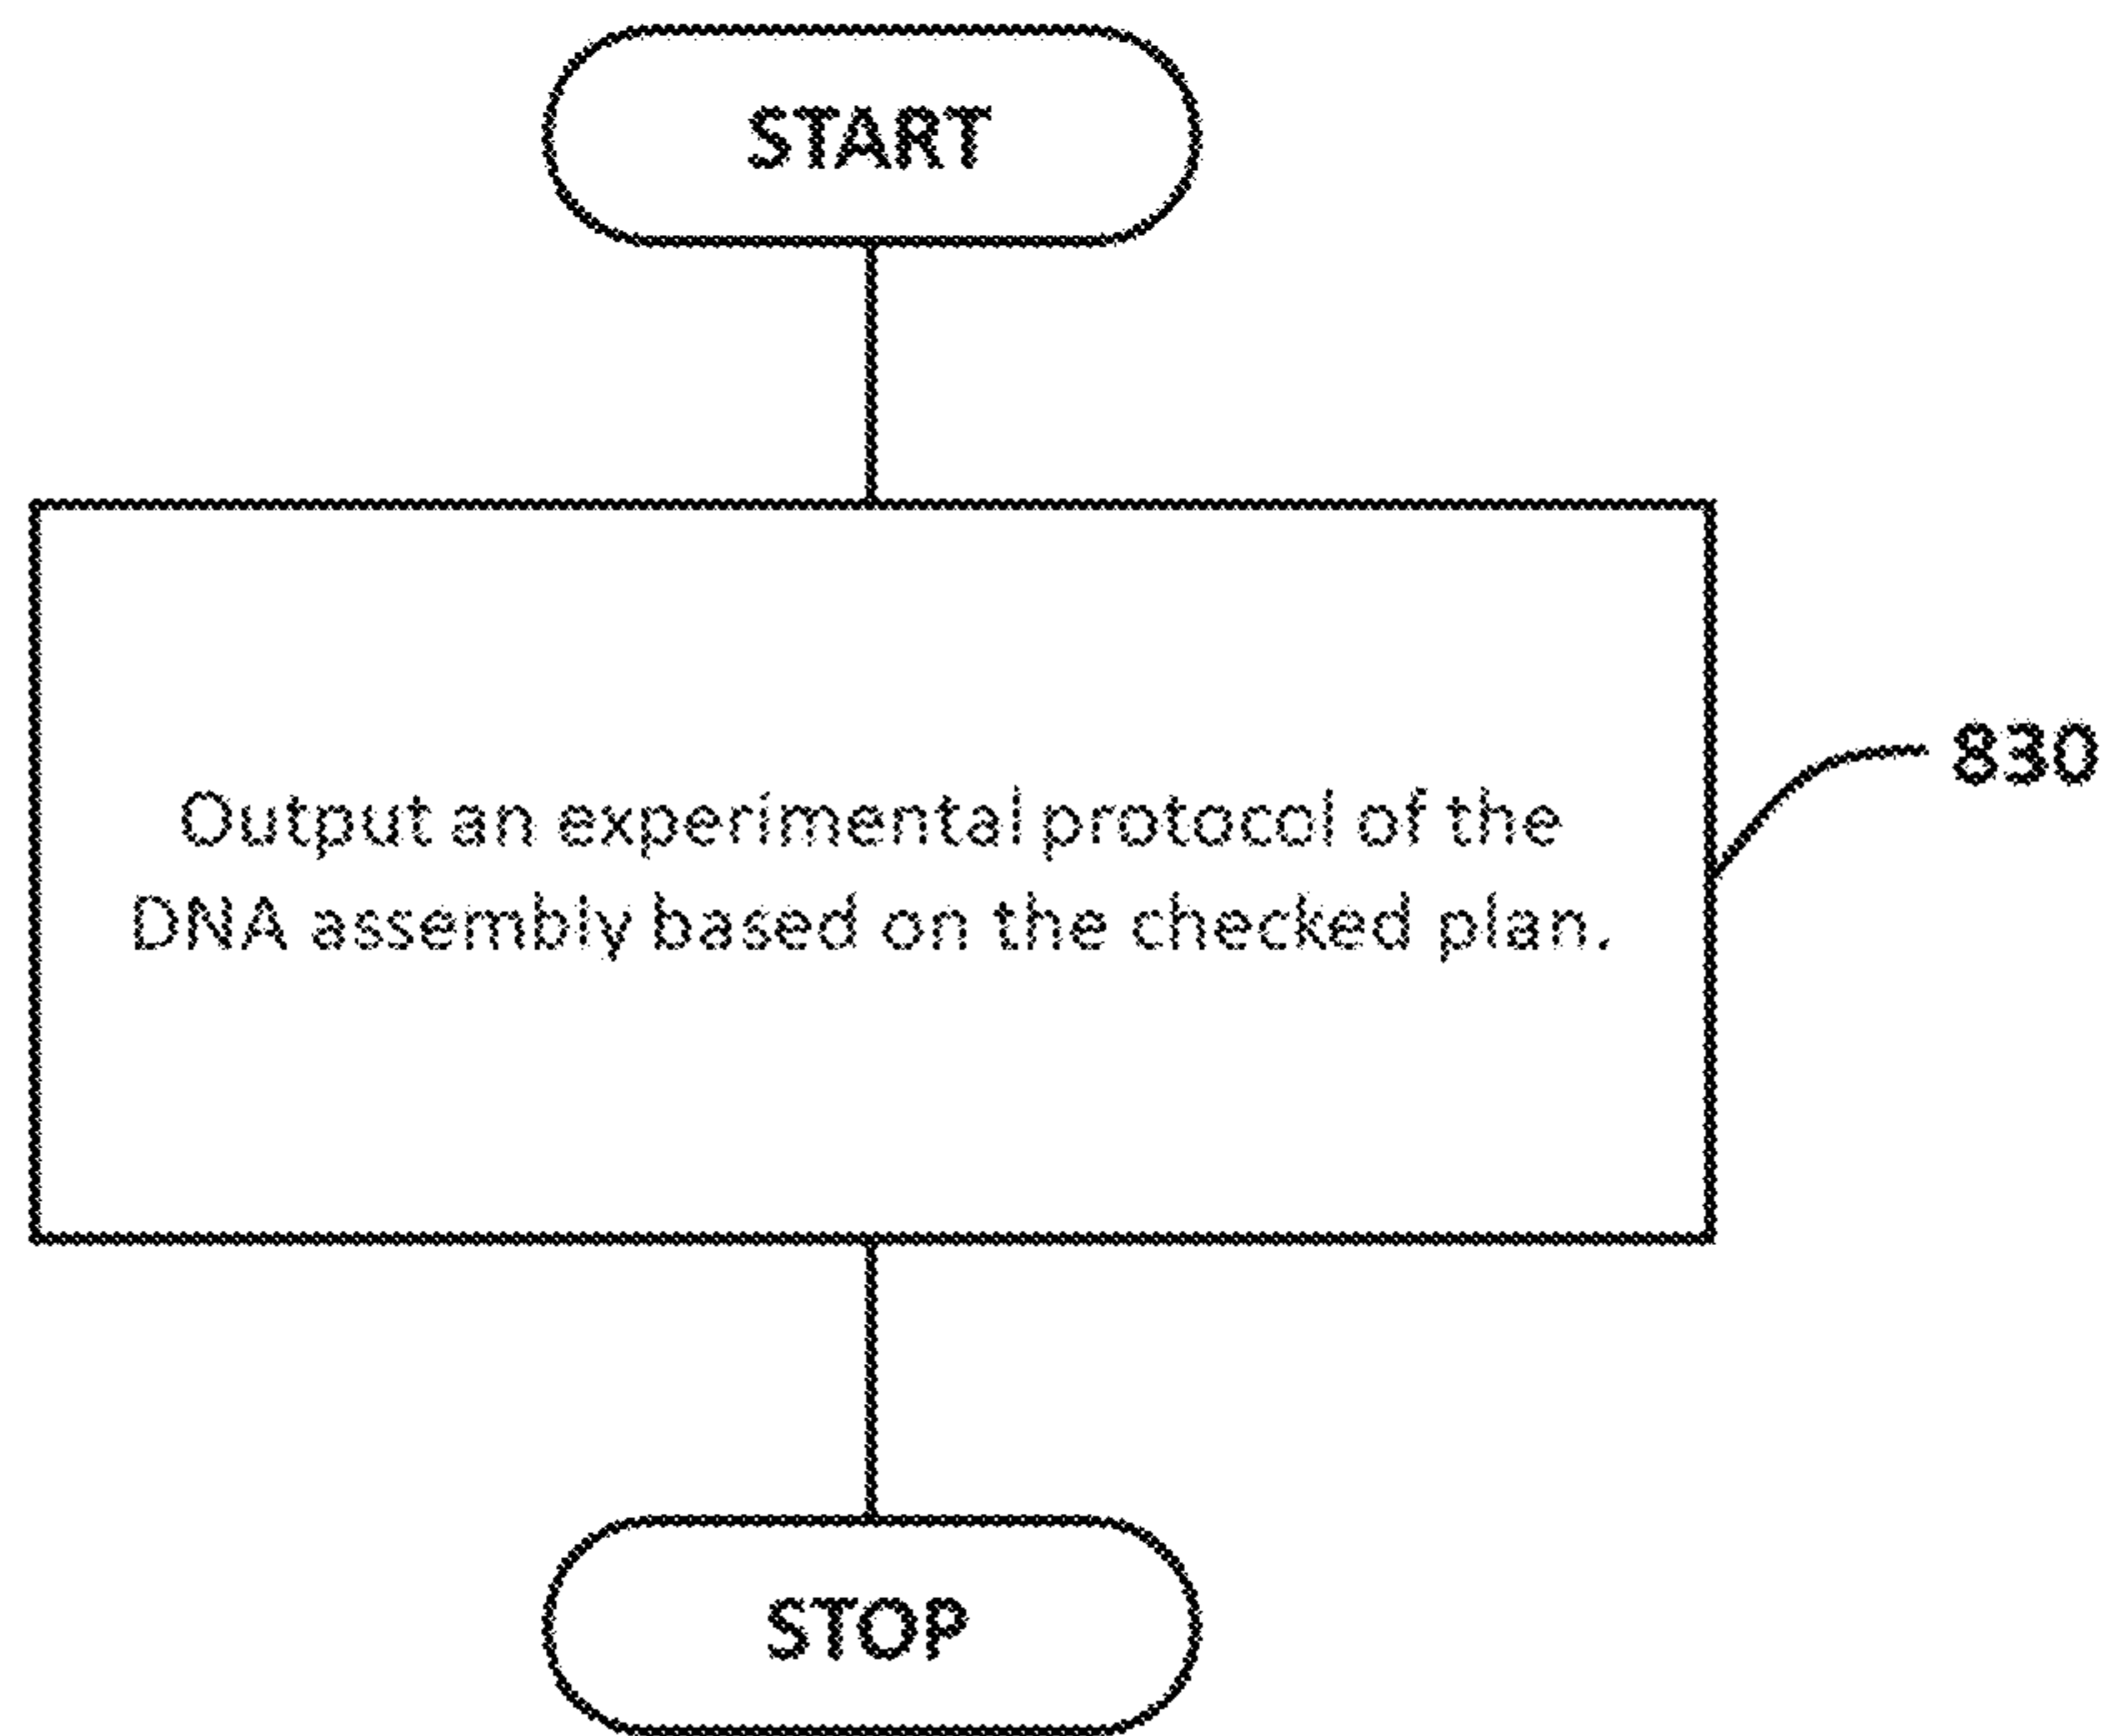 START
Output an experimental protocol of the
DNA assembly based on the checked plan.
830
STOP